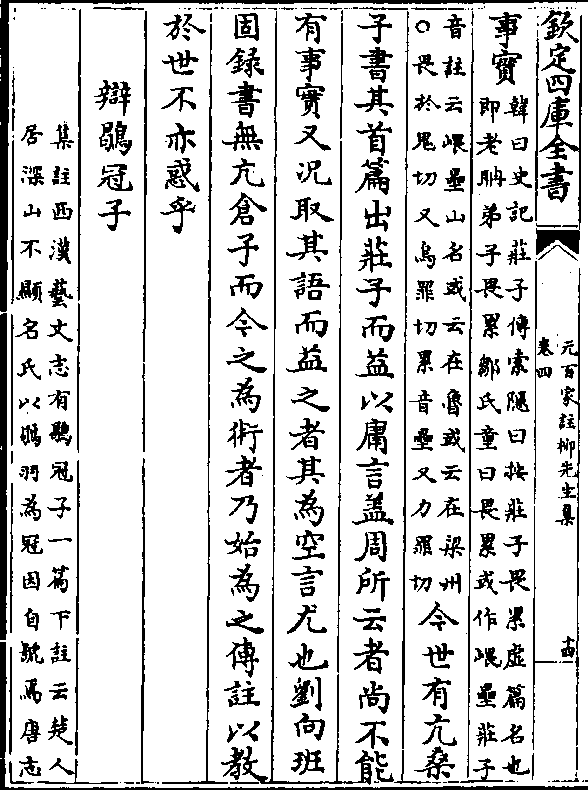 欽定四庫全書
五百家註柳先生集
卷四
十四
事實
韓曰史記莊子傳索隠曰按莊子畏累虛篇名也
即老聃弟子畏累鄒氏童曰畏累或作嵔壘莊子
音註云嵔壘山名或云在魯或云在梁州
○畏於鬼切又烏罪切累音壘又力罪切
今世有亢桑
子書其首篇出莊子而益以庸言蓋周所云者尚不能
有事實又况取其語而益之者其為空言尤也劉向班
固錄書無亢倉子而今之為術者乃始為之傳註以教
於世不亦惑乎
辯鶡冠子
集註西漢藝文志有鶡冠子一篇下註云楚人
居深山不顯名氏以鶡羽為冠因自號焉唐志